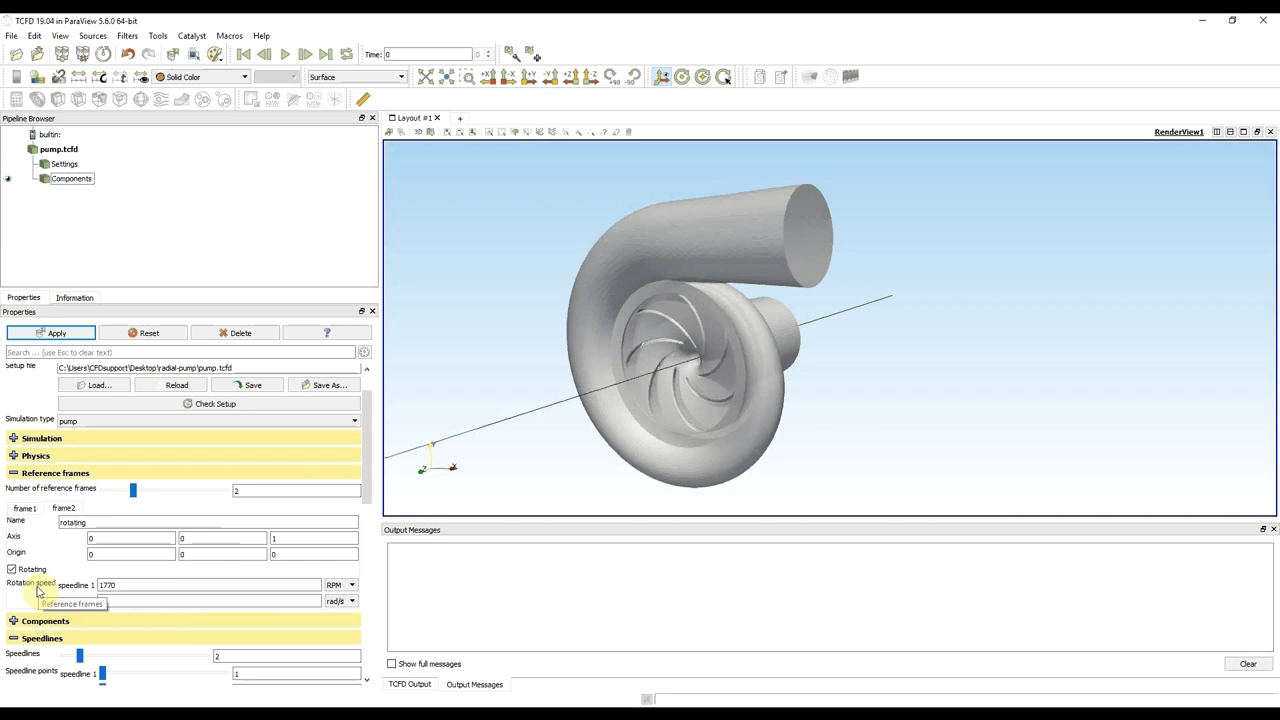 TCFD 19.04 in ParaView 5.6.0 64-bit
File Edit View Sources Filters Tools Catalyst Macros Help
Time: 0 0
Solid Color Surface
+X -X +Y -Y +Z -Z +90 -90
Pipeline Browser
builtin:
pump.tcfd
Settings
Components
Layout #1 +
3D
RenderView1
Properties Information
Properties
Apply Reset Delete ?
Search ... (use Esc to clear text)
Setup file C:\Users\CFDsupport\Desktop\radial-pump\pump.tcfd
Load... Reload Save Save As...
Check Setup
Simulation type pump
Simulation
Physics
Reference frames
Number of reference frames 2
frame1 frame2
Name rotating
Axis 0 0 1
Origin 0 0 0
Rotating
Rotation speed speedline 1 1770 RPM
rad/s
Reference frames
Components
Speedlines
Speedlines 2
Speedline points speedline 1 1
Y
Z X
Output Messages
Show full messages Clear
TCFD Output Output Messages